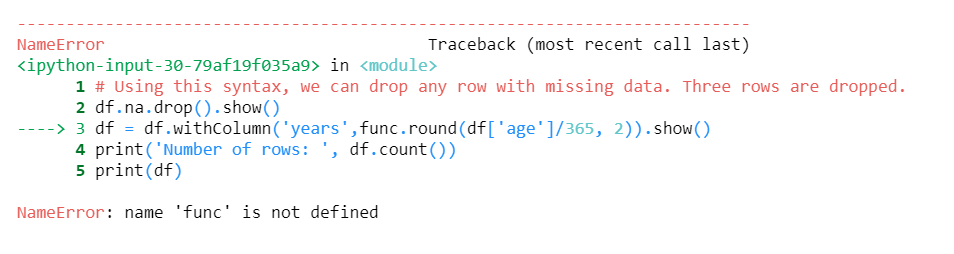 ---------------------------------------------------------------------------
NameError                                 Traceback (most recent call last)
<ipython-input-30-79af19f035a9> in <module>
      1 # Using this syntax, we can drop any row with missing data. Three rows are dropped.
      2 df.na.drop().show()
----> 3 df = df.withColumn('years',func.round(df['age']/365, 2)).show()
      4 print('Number of rows: ', df.count())
      5 print(df)
NameError: name 'func' is not defined